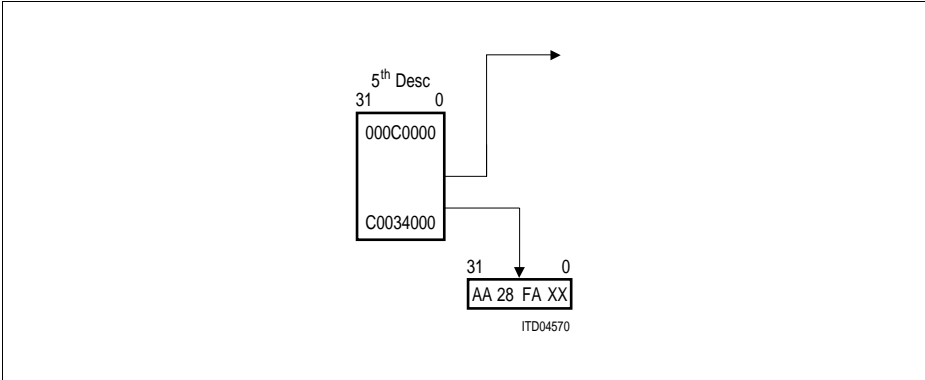 5th Desc
31 0
000C0000
C0034000
31 0
AA 28 FA XX
ITD04570